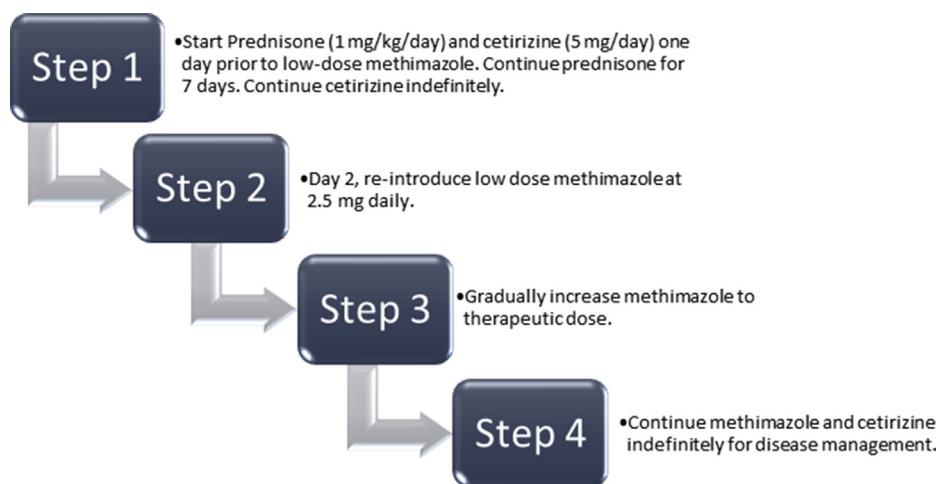 Step 1
•Start Prednisone (1 mg/kg/day) and cetirizine (5 mg/day) one
day prior to low-dose methimazole. Continue prednisone for
7 days. Continue cetirizine indefinitely.
Step 2
•Day 2, re-introduce low dose methimazole at
2.5 mg daily.
Step 3
•Gradually increase methimazole to
therapeutic dose.
Step 4
•Continue methimazole and cetirizine
indefinitely for disease management.